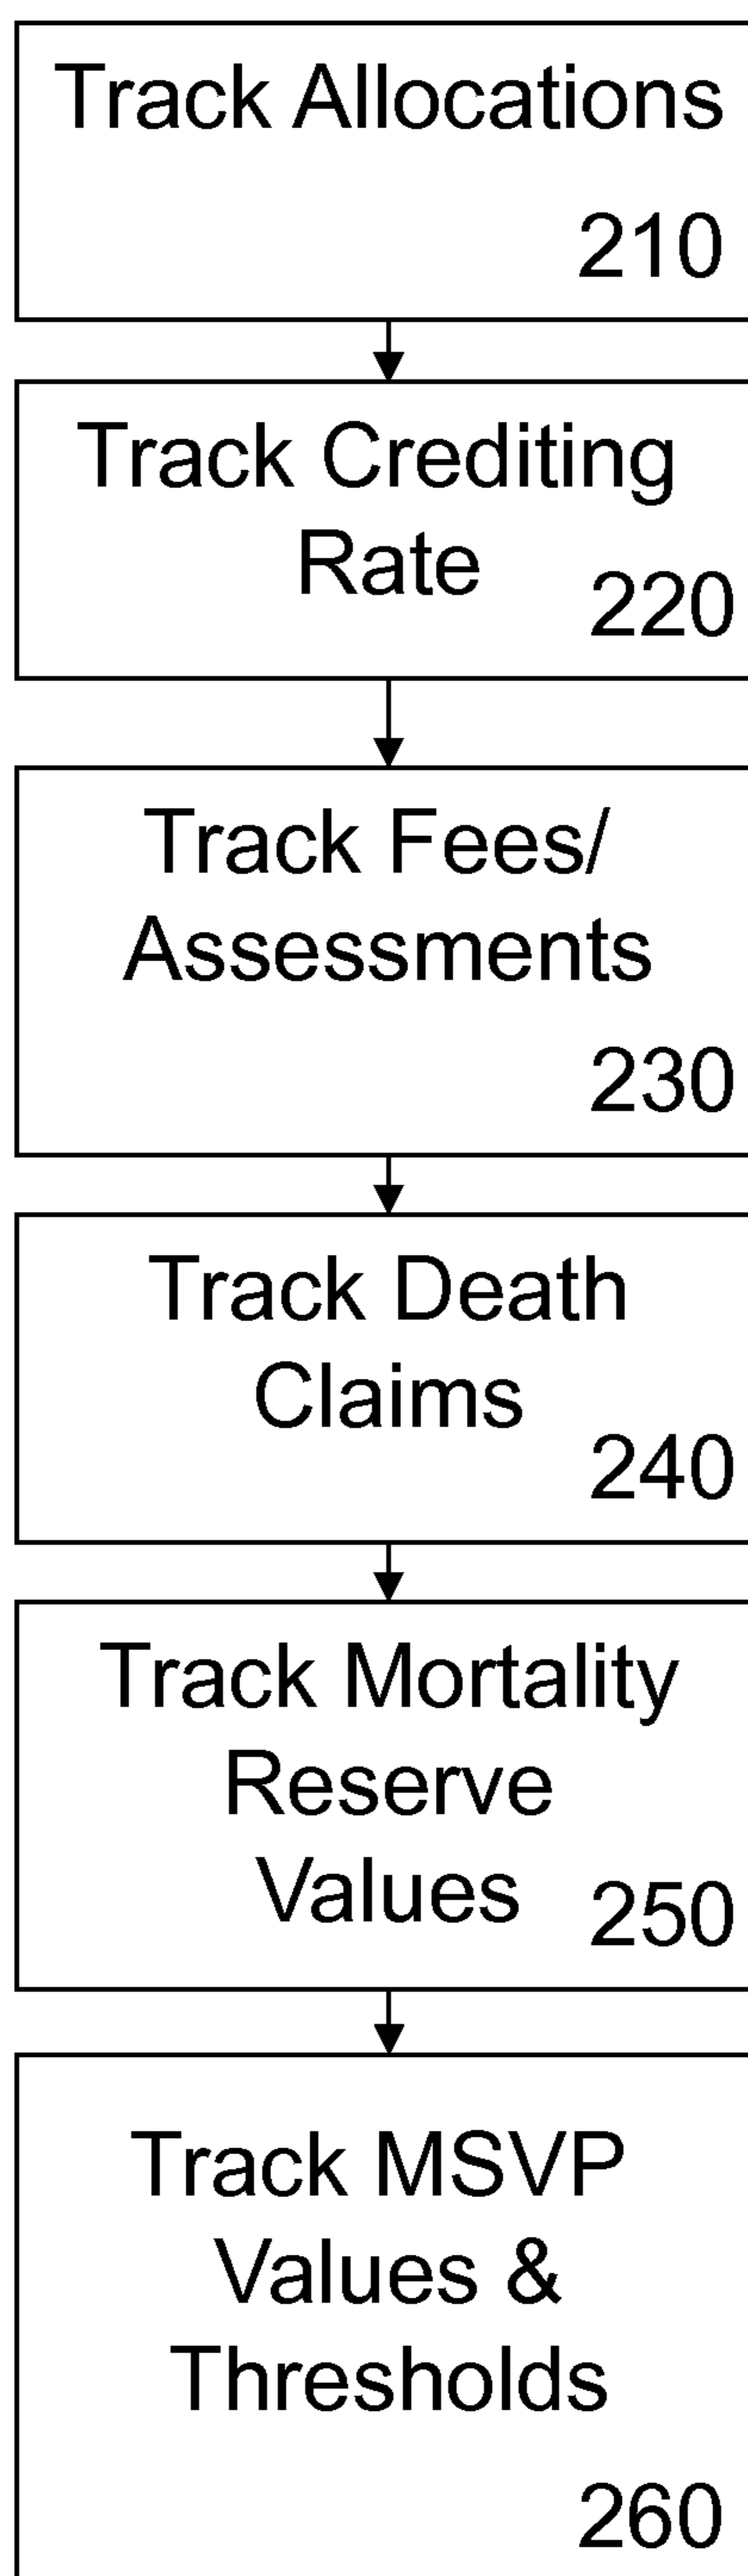 Track Allocations
210
Track Crediting
Rate
220
Track Fees/
Assessments
230
Track Death
Claims
240
Track Mortality
Reserve
Values
250
Track MSVP
Values &
Thresholds
260